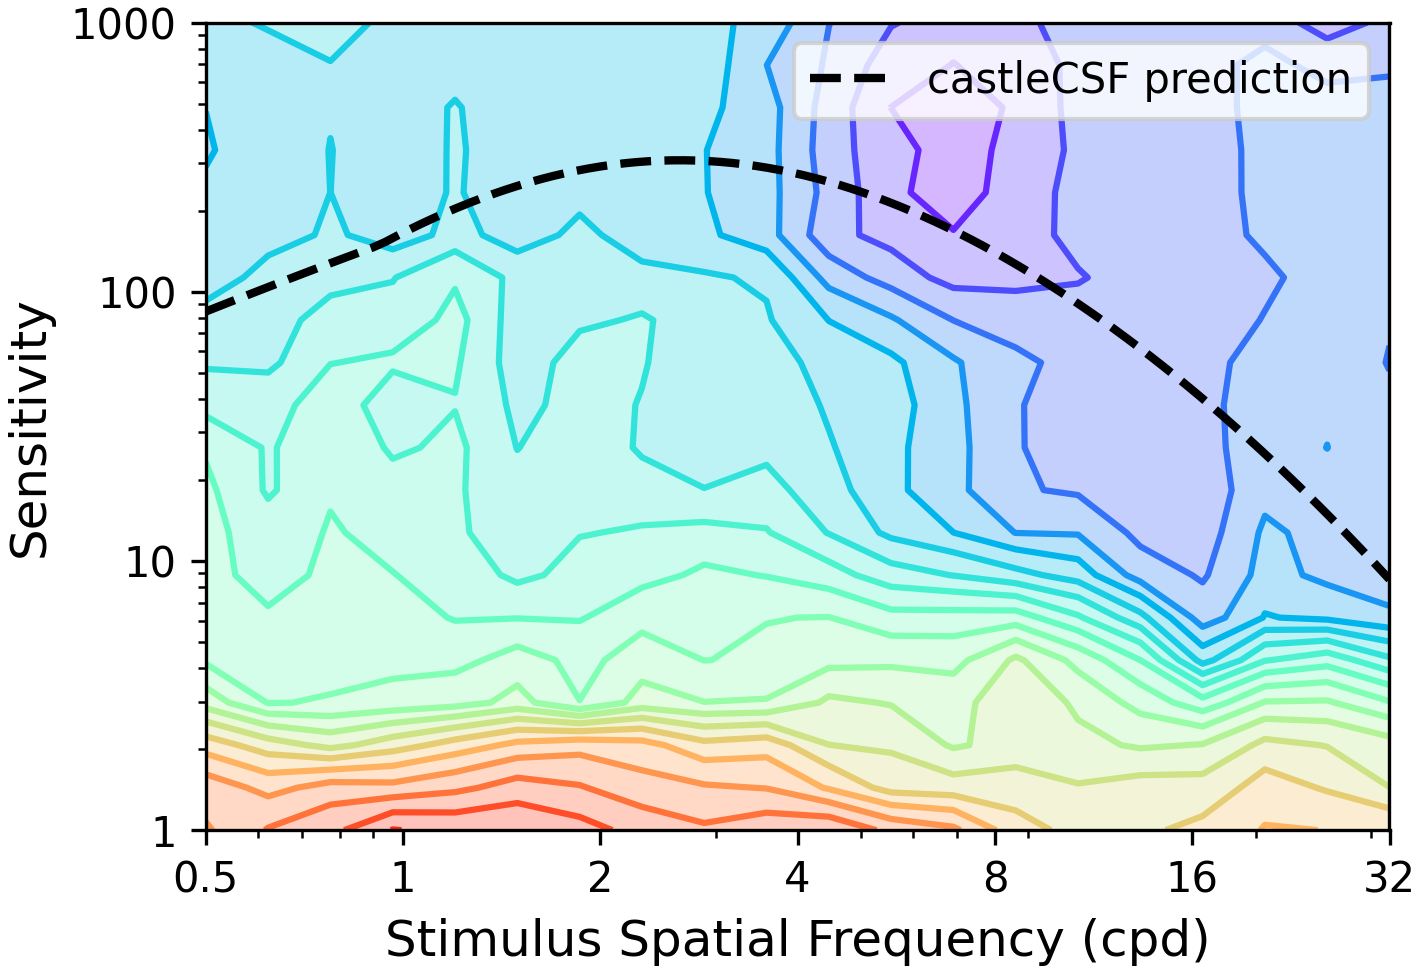 1000
castleCSF prediction
100
Sensitivity
10
1
0.5 1 2 4 8 16 32
Stimulus Spatial Frequency (cpd)